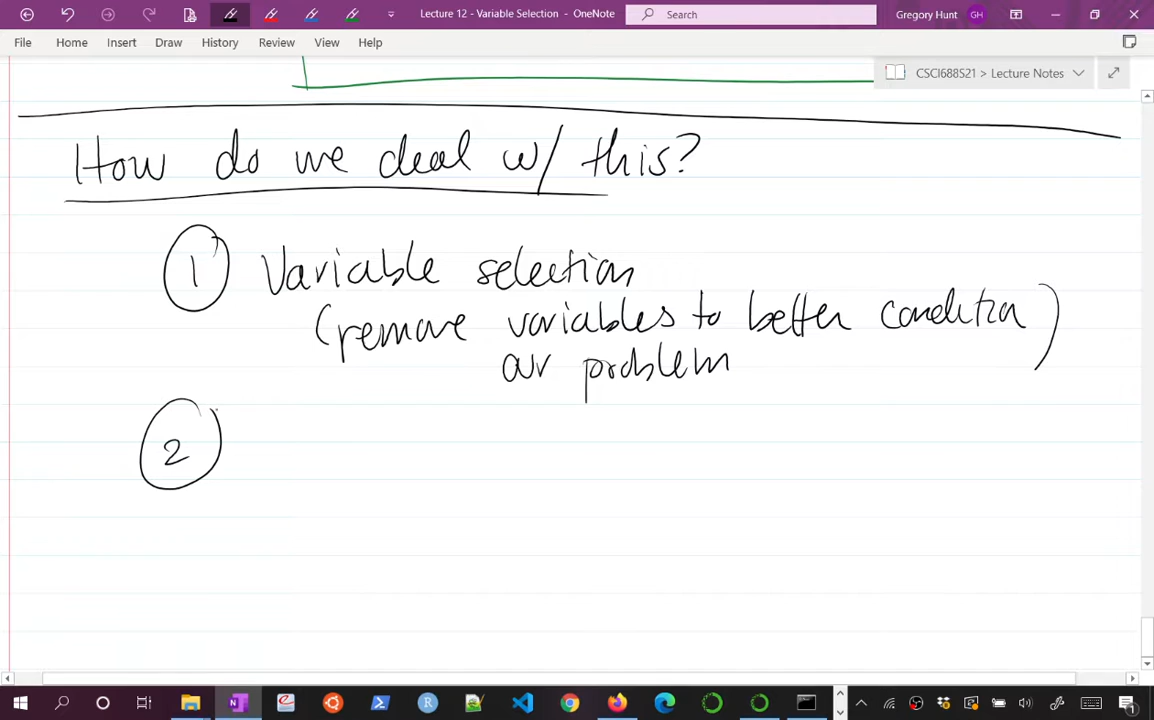 Lecture 12 - Variable Selection - OneNote
Search
Gregory Hunt
GH
File Home Insert Draw History Review View Help
CSCI688S21 > Lecture Notes
How do we deal w/ this?
1 Variable selection
(remove variables to better condition)
our problem
2